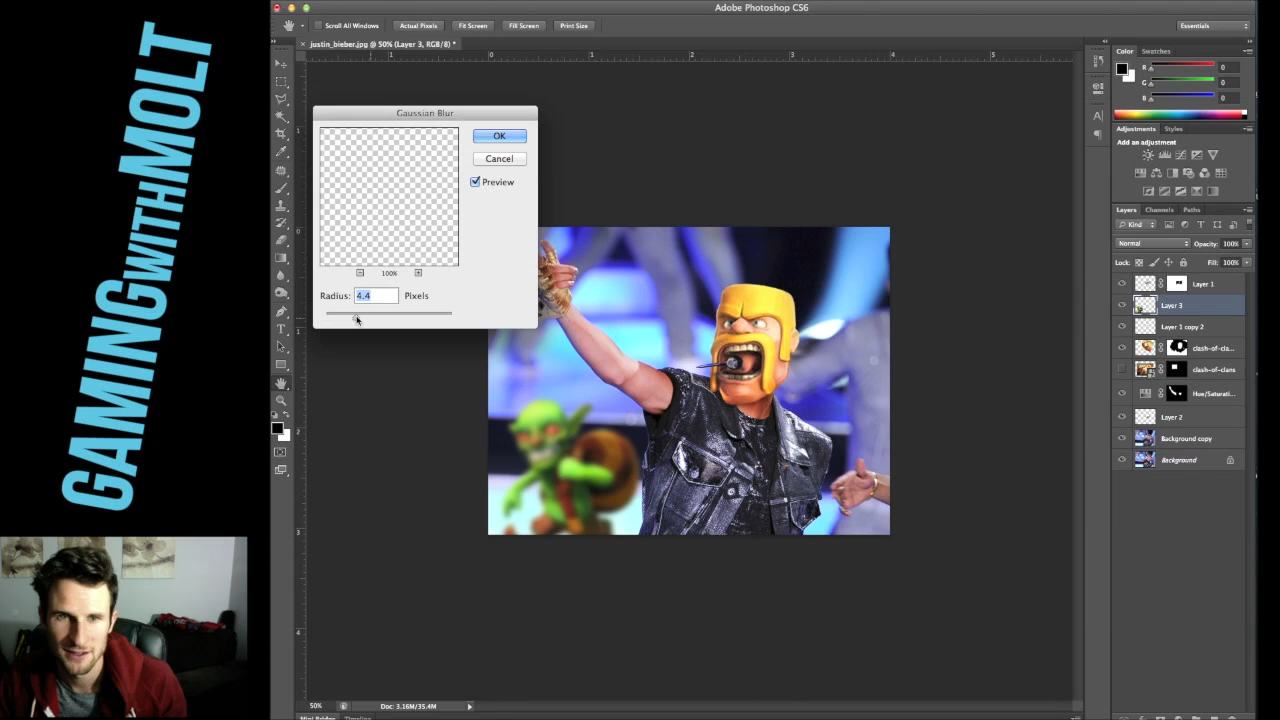 GAMINGWITHMOLT
Adobe Photoshop CS6
Scroll All Windows
Actual Pixels
Fit Screen
Fill Screen
Print Size
Essentials
justin_bieber.jpg @ 50% (Layer 3, RGB/8) *
Gaussian Blur
OK
Cancel
Preview
100%
Radius: 4.4 Pixels
Color Swatches
R 0
G 0
B 0
Adjustments Styles
Add an adjustment
Layers Channels Paths
Kind
Normal Opacity: 100%
Lock: Fill: 100%
Layer 1
Layer 3
Layer 1 copy 2
clash-of-cla...
clash-of-clans
Hue/Saturati...
Layer 2
Background copy
Background
50% Doc: 3.16M/35.4M
Mini Bridge Timeline